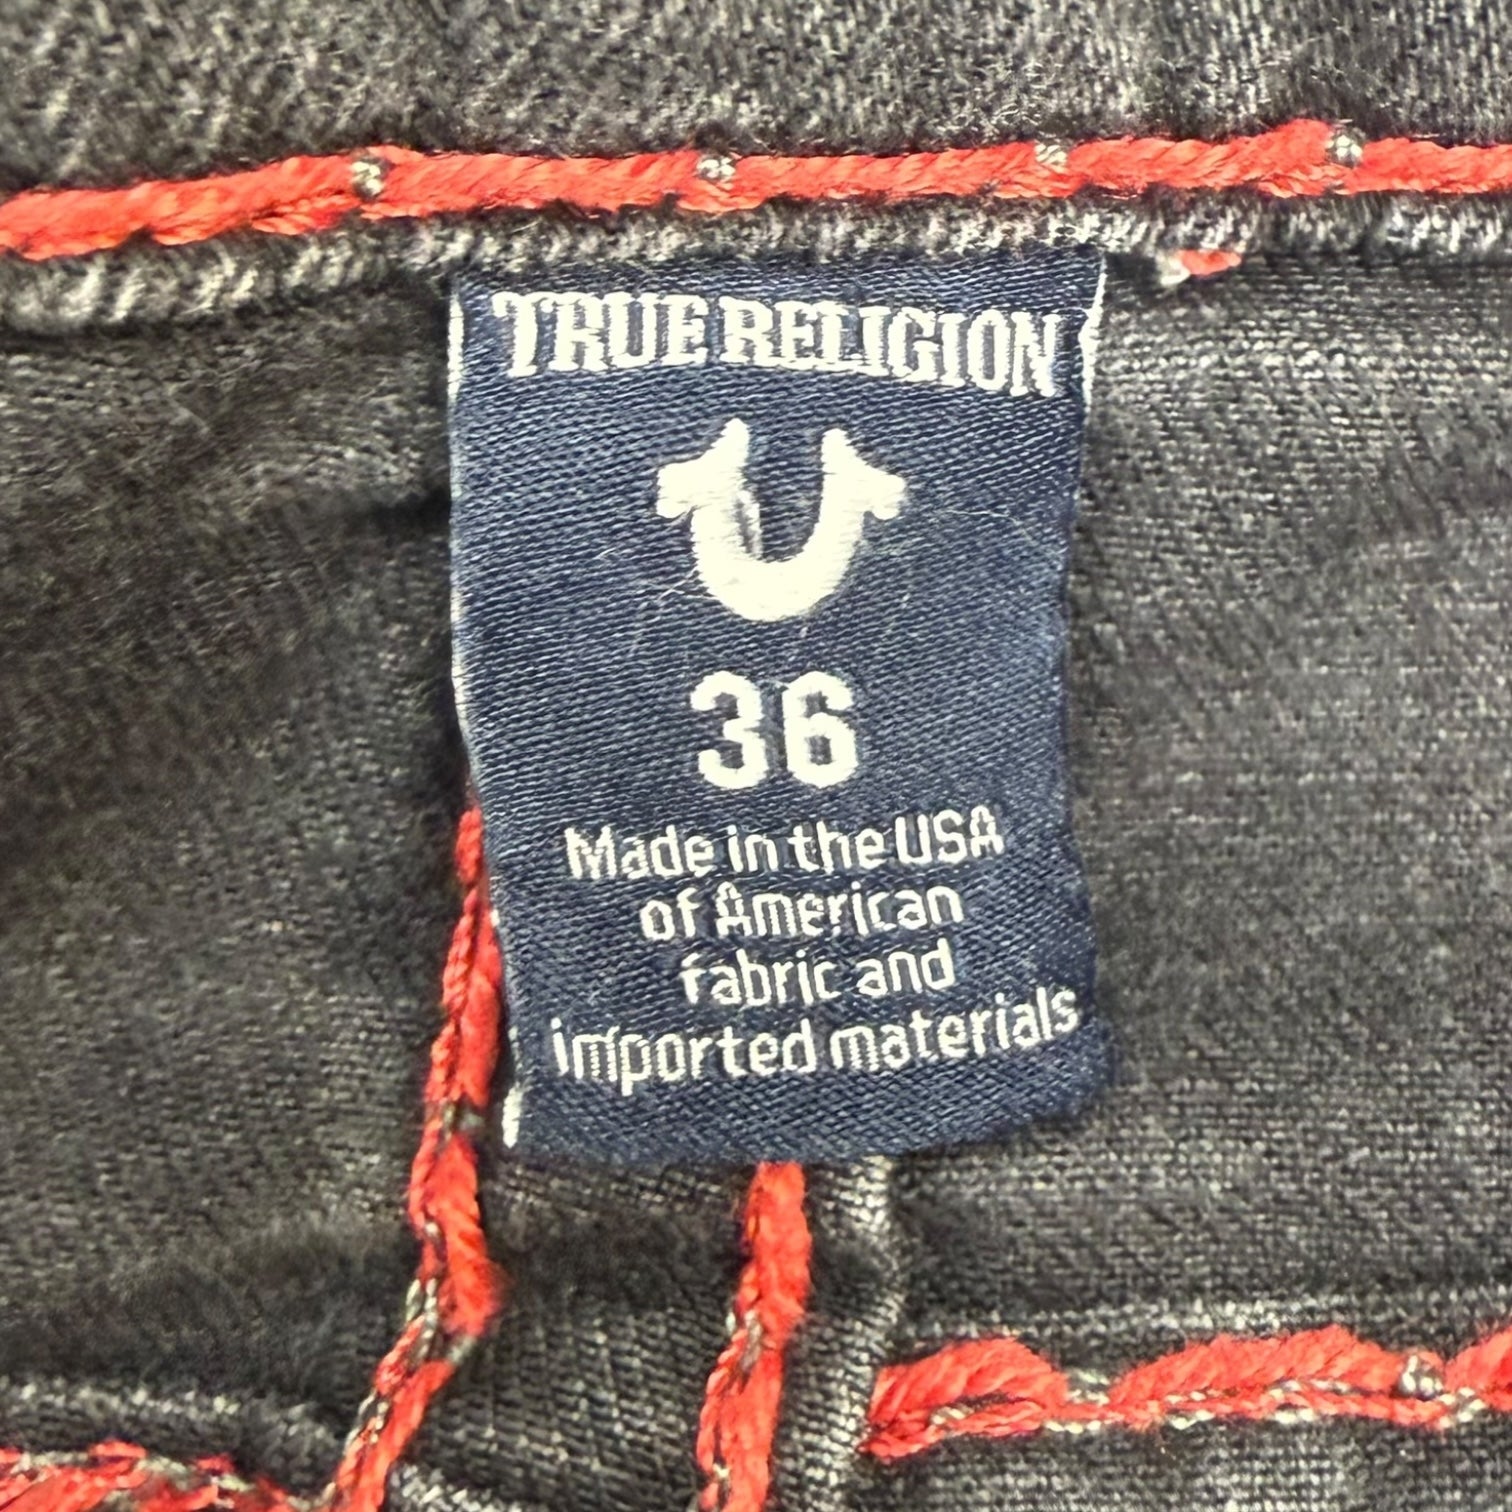 TRUE RELIGION
36
Made in the USA
of American
fabric and
imported materials